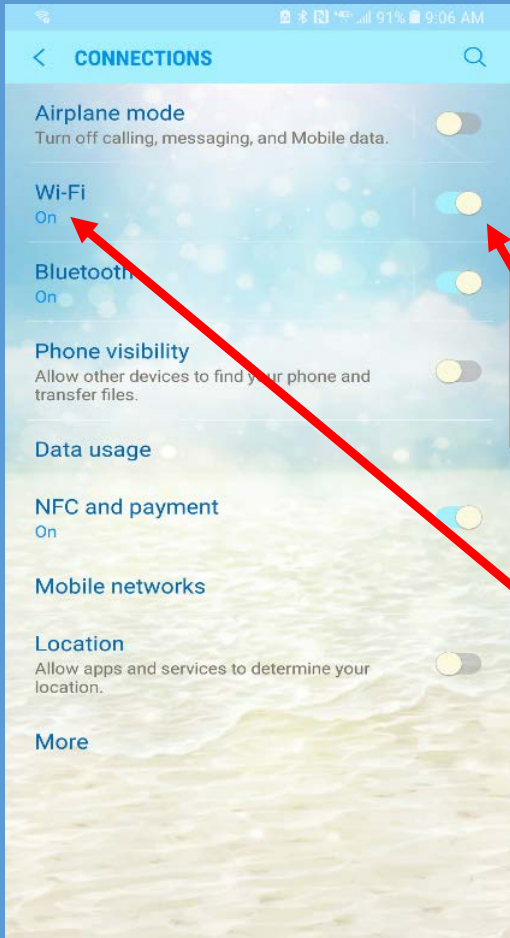 91% 9:06 AM
CONNECTIONS
Airplane mode
Turn off calling, messaging, and Mobile data.
Wi-Fi
On
Bluetooth
On
Phone visibility
Allow other devices to find your phone and
transfer files.
Data usage
NFC and payment
On
Mobile networks
Location
Allow apps and services to determine your
location.
More